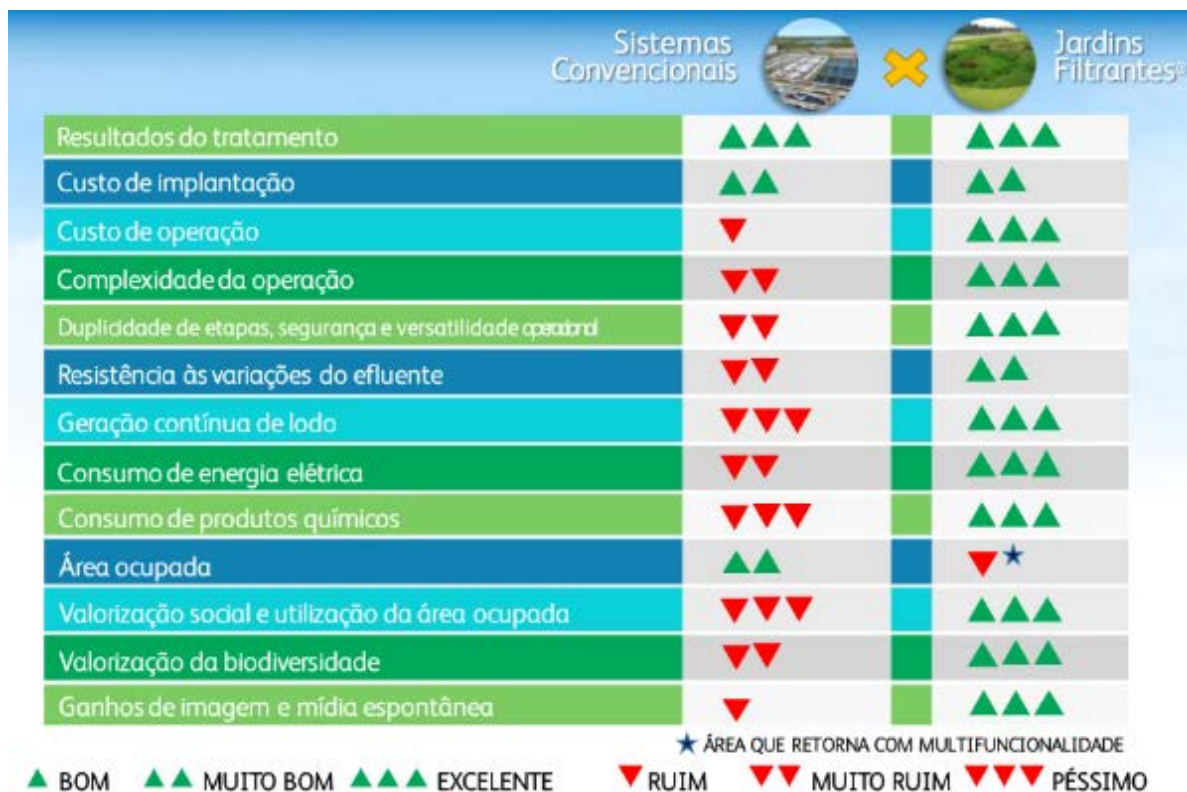 Sistemas
Convencionais
Jardins
Filtrantes®
Resultados do tratamento
Custo de implantação
Custo de operação
Complexidade da operação
Duplicidade de etapas, segurança e versatilidade operacional
Resistência às variações do efluente
Geração contínua de lodo
Consumo de energia elétrica
Consumo de produtos químicos
Área ocupada
Valorização social e utilização da área ocupada
Valorização da biodiversidade
Ganhos de imagem e mídia espontânea
ÁREA QUE RETORNA COM MULTIFUNCIONALIDADE
BOM MUITO BOM EXCELENTE RUIM MUITO RUIM PÉSSIMO